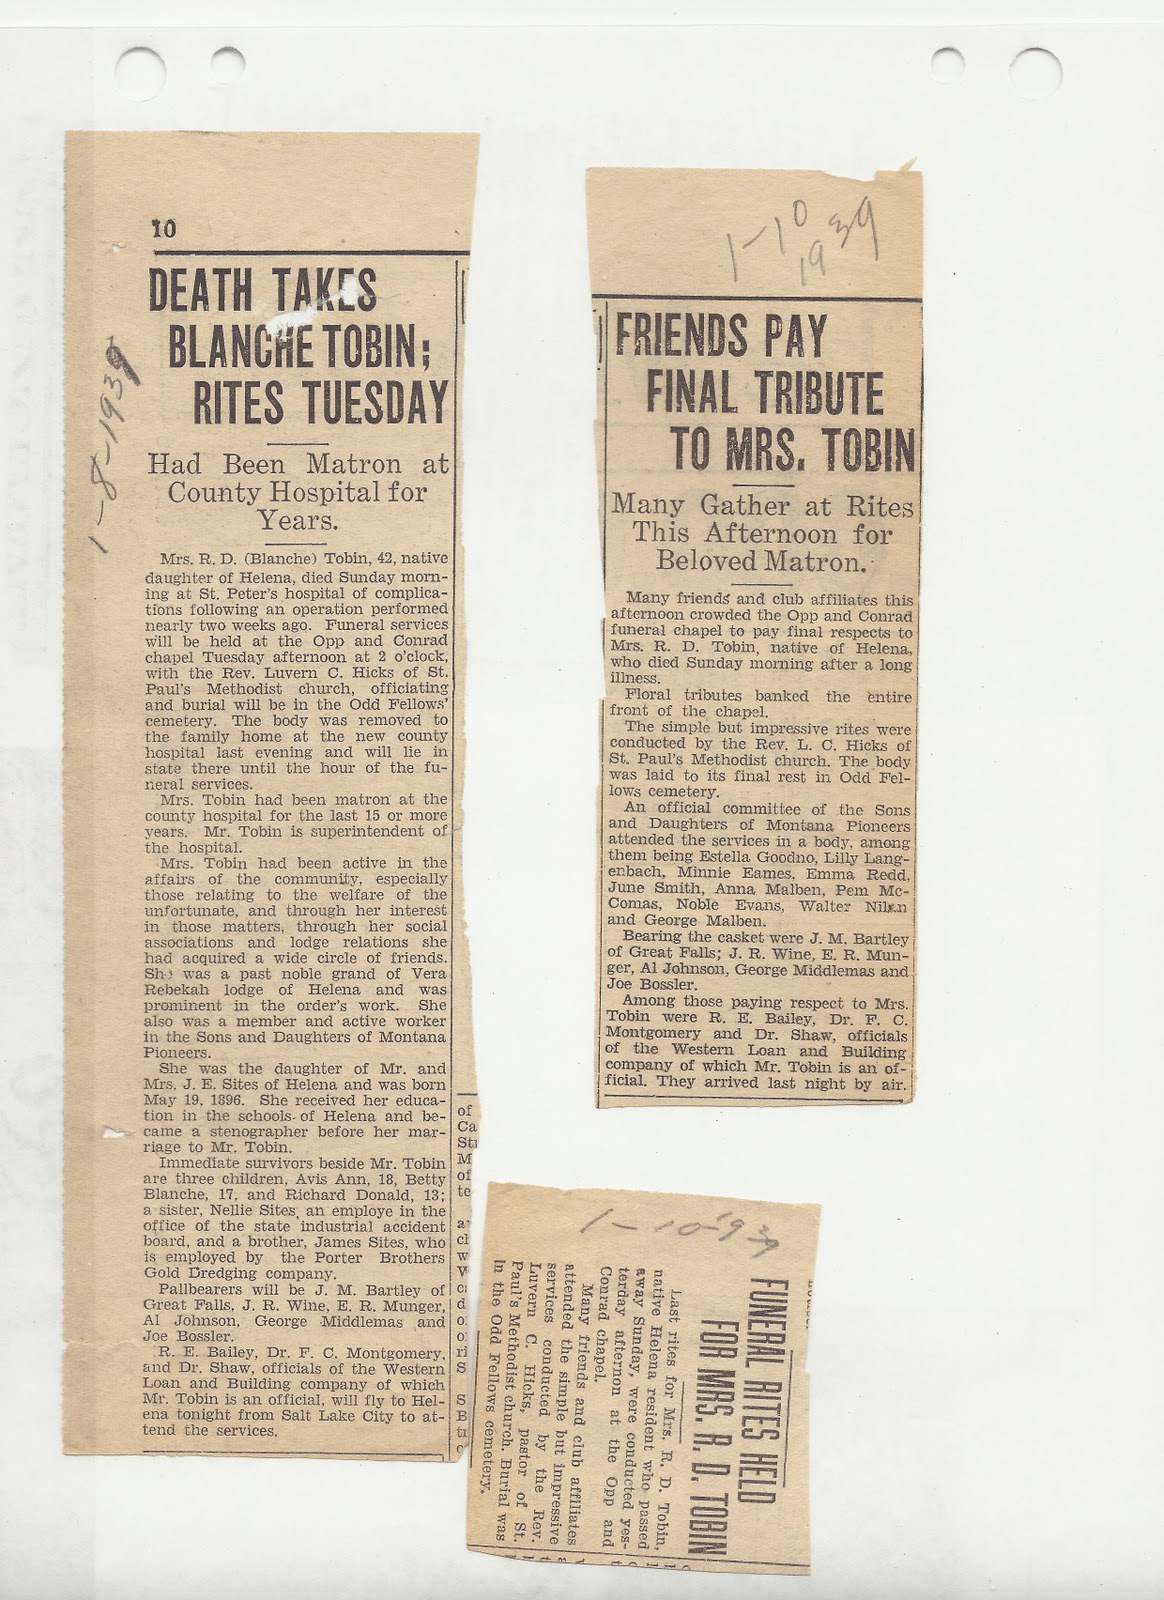 10
DEATH TAKES
BLANCHE TOBIN;
RITES TUESDAY
1-8-1939
Had Been Matron at
County Hospital for
Years.
Mrs. R. D. (Blanche) Tobin, 42, native
daughter of Helena, died Sunday morn-
ing at St. Peter's hospital of complica-
tions following an operation performed
nearly two weeks ago. Funeral services
will be held at the Opp and Conrad
chapel Tuesday afternoon at 2 o'clock,
with the Rev. Luvern C. Hicks of St.
Paul's Methodist church, officiating
and burial will be in the Odd Fellows'
cemetery. The body was removed to
the family home at the new county
hospital last evening and will lie in
state there until the hour of the fu-
neral services.
Mrs. Tobin had been matron at the
county hospital for the last 15 or more
years. Mr. Tobin is superintendent of
the hospital.
Mrs. Tobin had been active in the
affairs of the community, especially
those relating to the welfare of the
unfortunate, and through her interest
in those matters, through her social
associations and lodge relations she
had acquired a wide circle of friends.
She was a past noble grand of Vera
Rebekah lodge of Helena and was
prominent in the order's work. She
also was a member and active worker
in the Sons and Daughters of Montana
Pioneers.
She was the daughter of Mr. and
Mrs. J. E. Sites of Helena and was born
May 19, 1896. She received her educa-
tion in the schools of Helena and be-
came a stenographer before her mar-
riage to Mr. Tobin.
Immediate survivors beside Mr. Tobin
are three children, Avis Ann, 18, Betty
Blanche, 17, and Richard Donald, 13;
a sister, Nellie Sites, an employe in the
office of the state industrial accident
board, and a brother, James Sites, who
is employed by the Porter Brothers
Gold Dredging company.
Pallbearers will be J. M. Bartley of
Great Falls, J. R. Wine, E. R. Munger,
Al Johnson, George Middlemas and
Joe Bossler.
R. E. Bailey, Dr. F. C. Montgomery,
and Dr. Shaw, officials of the Western
Loan and Building company of which
Mr. Tobin is an official, will fly to Hel-
ena tonight from Salt Lake City to at-
tend the services.
1-10
1939
FRIENDS PAY
FINAL TRIBUTE
TO MRS. TOBIN
Many Gather at Rites
This Afternoon for
Beloved Matron.
Many friends and club affiliates this
afternoon crowded the Opp and Conrad
funeral chapel to pay final respects to
Mrs. R. D. Tobin, native of Helena,
who died Sunday morning after a long
illness.
Floral tributes banked the entire
front of the chapel.
The simple but impressive rites were
conducted by the Rev. L. C. Hicks of
St. Paul's Methodist church. The body
was laid to its final rest in Odd Fel-
lows cemetery.
An official committee of the Sons
and Daughters of Montana Pioneers
attended the services in a body, among
them being Estella Goodno, Lilly Lang-
enbach, Minnie Eames, Emma Redd,
June Smith, Anna Malben, Pem Mc-
Comas, Noble Evans, Walter Nilan
and George Malben.
Bearing the casket were J. M. Bartley
of Great Falls; J. R. Wine, E. R. Mun-
ger, Al Johnson, George Middlemas and
Joe Bossler.
Among those paying respect to Mrs.
Tobin were R. E. Bailey, Dr. F. C.
Montgomery and Dr. Shaw, officials
of the Western Loan and Building
company of which Mr. Tobin is an of-
ficial. They arrived last night by air.
of
Ca
St
M
of
te
1-10-1939
FUNERAL RITES HELD
FOR MRS. R. D. TOBIN
Last rites for Mrs. R. D. Tobin,
native Helena resident who passed
away Sunday, were conducted yes-
terday afternon at the Opp and
Conrad chapel.
Many friends and club affiliates
attended the simple but impressive
services conducted by the Rev.
Luvern C. Hicks, pastor of St.
Paul's Methodist church. Burial was
in the Odd Fellows cemetery.